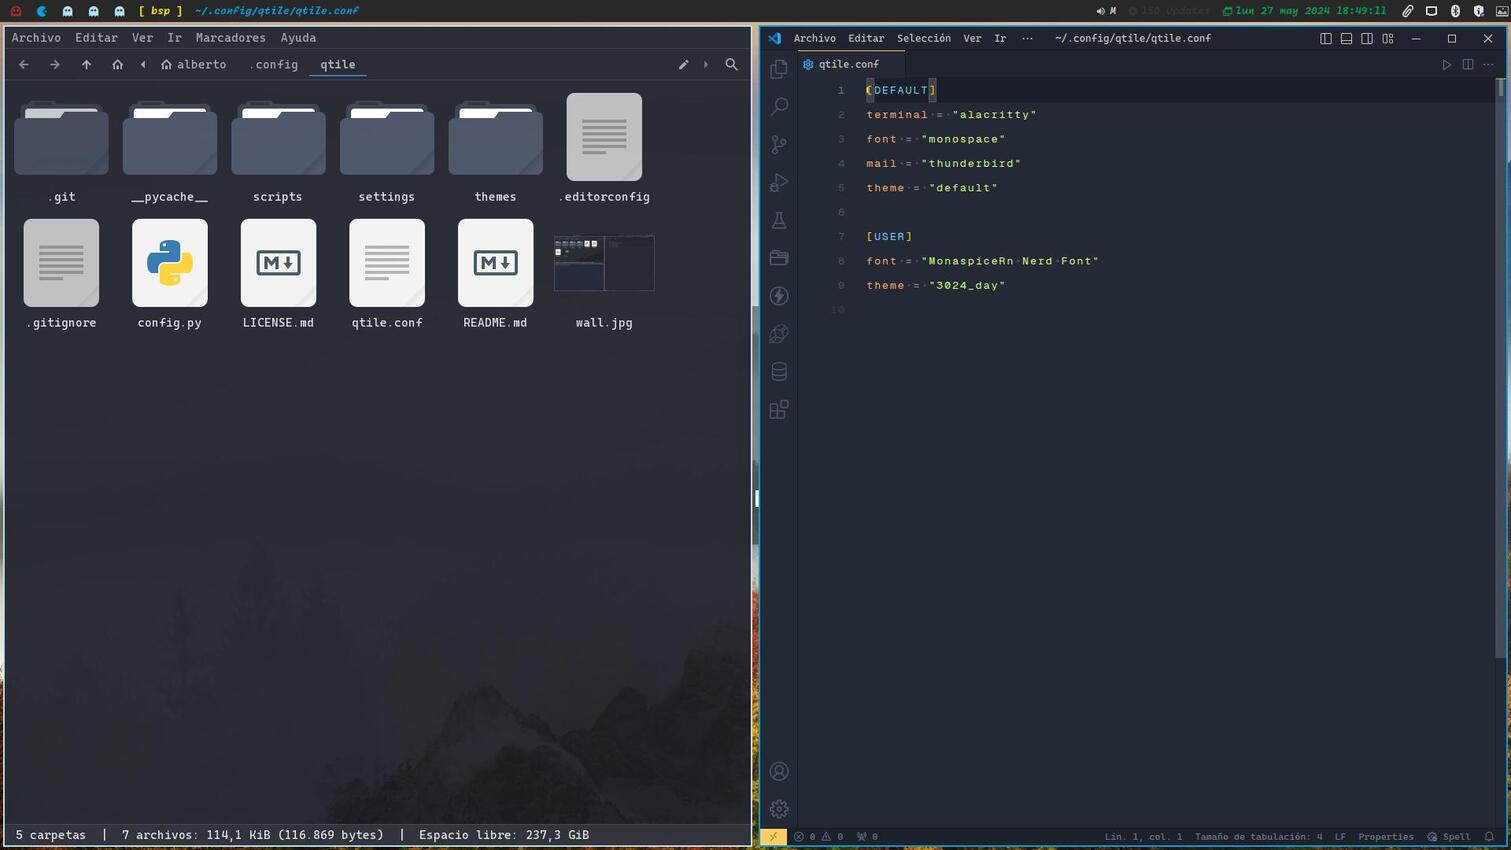 [ bsp ] ~/.config/qtile/qtile.conf M 150 Updates lun 27 may 2024 18:49:11
Archivo Editar Ver Ir Marcadores Ayuda
alberto .config qtile
.git __pycache__ scripts settings themes .editorconfig
.gitignore config.py LICENSE.md qtile.conf README.md wall.jpg
5 carpetas | 7 archivos: 114,1 KiB (116.869 bytes) | Espacio libre: 237,3 GiB
Archivo Editar Selección Ver Ir ··· ~/.config/qtile/qtile.conf
qtile.conf
1 [DEFAULT]
2 terminal = "alacritty"
3 font = "monospace"
4 mail = "thunderbird"
5 theme = "default"
6
7 [USER]
8 font = "MonaspiceRn Nerd Font"
9 theme = "3024_day"
10
0 0 0 Lín. 1, col. 1 Tamaño de tabulación: 4 LF Properties Spell